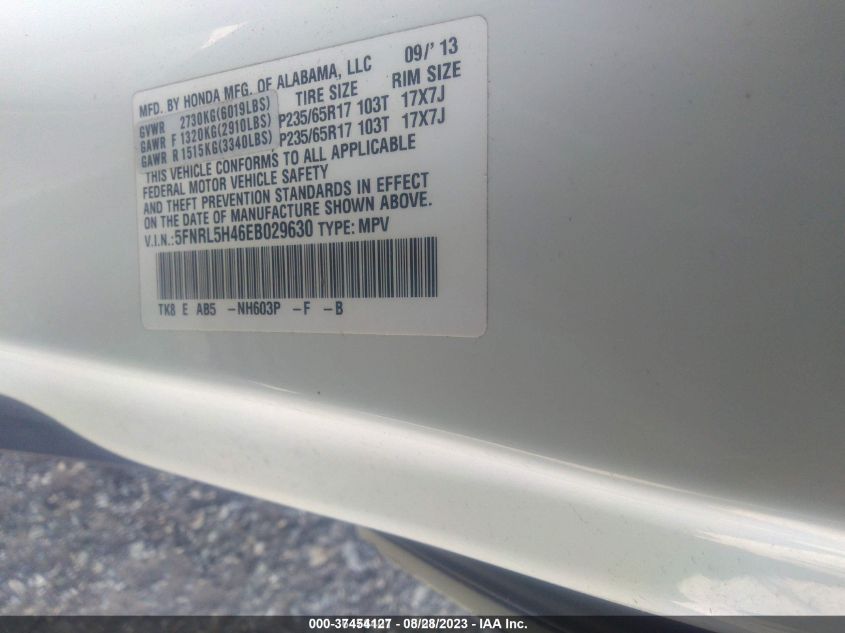 MFD. BY HONDA MFG. OF ALABAMA, LLC 09/'13
TIRE SIZE RIM SIZE
GVWR 2730KG(6019LBS)
GAWR F 1320KG(2910LBS) P235/65R17 103T 17X7J
GAWR R 1515KG(3340LBS) P235/65R17 103T 17X7J
THIS VEHICLE CONFORMS TO ALL APPLICABLE
FEDERAL MOTOR VEHICLE SAFETY
AND THEFT PREVENTION STANDARDS IN EFFECT
ON THE DATE OF MANUFACTURE SHOWN ABOVE.
V.I.N.:5FNRL5H46EB029630 TYPE: MPV
TK8 E AB5 -NH603P -F -B
000-37454127 - 08/28/2023 - IAA Inc.